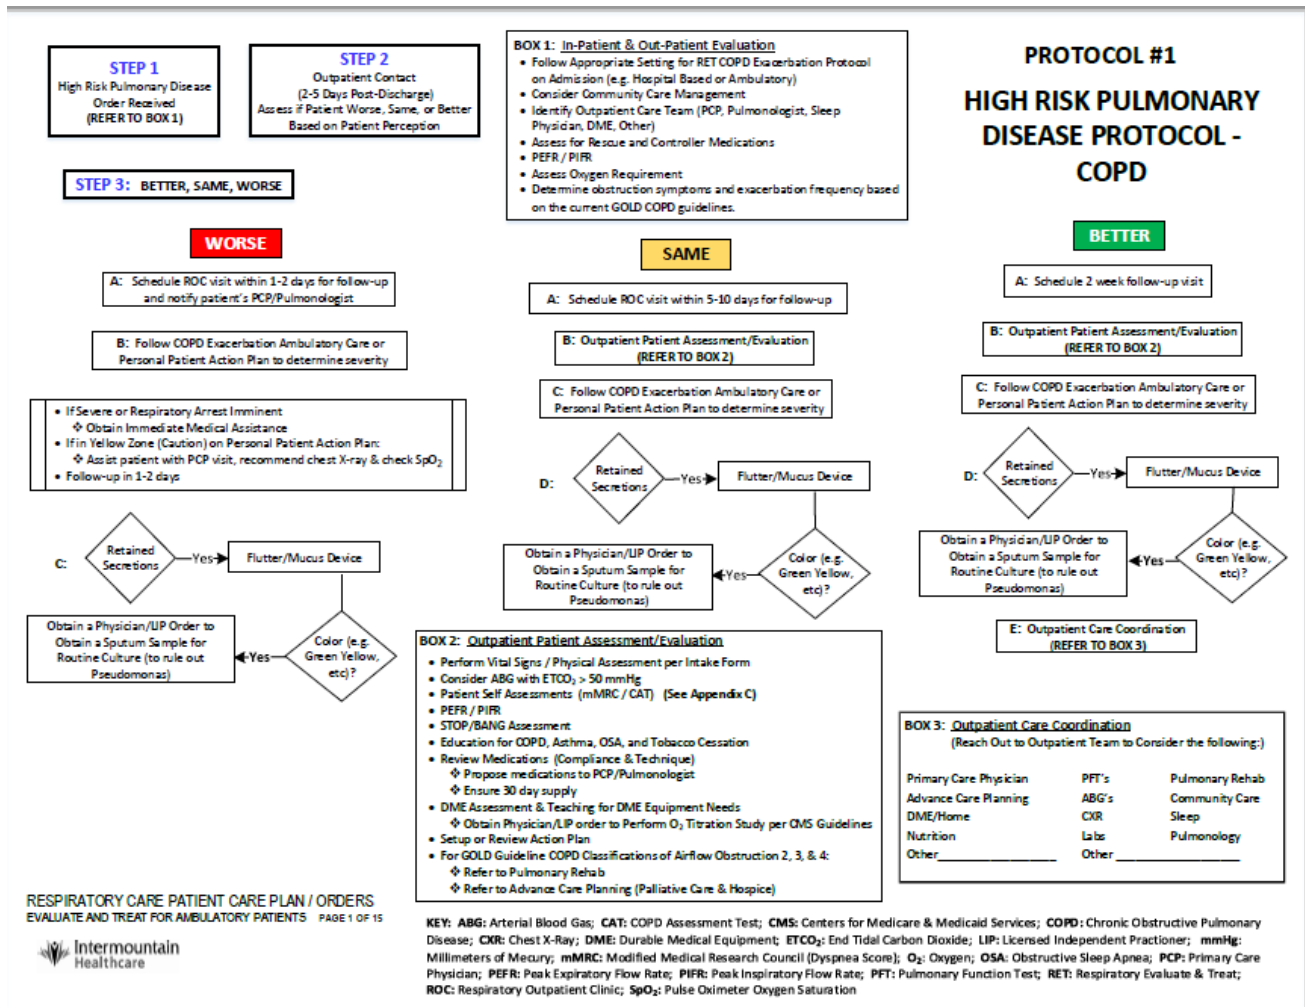 STEP 1
High Risk Pulmonary Disease
Order Received
(REFER TO BOX 1)
STEP 2
Outpatient Contact
(2-5 Days Post-Discharge)
Assess if Patient Worse, Same, or Better
Based on Patient Perception
BOX 1: In-Patient & Out-Patient Evaluation
• Follow Appropriate Setting for RET COPD Exacerbation Protocol
on Admission (e.g. Hospital Based or Ambulatory)
• Consider Community Care Management
• Identify Outpatient Care Team (PCP, Pulmonologist, Sleep
Physician, DME, Other)
• Assess for Rescue and Controller Medications
• PEFR / PIFR
• Assess Oxygen Requirement
• Determine obstruction symptoms and exacerbation frequency based
on the current GOLD COPD guidelines.
PROTOCOL #1
HIGH RISK PULMONARY
DISEASE PROTOCOL -
COPD
STEP 3: BETTER, SAME, WORSE
WORSE
A: Schedule ROC visit within 1-2 days for follow-up
and notify patient's PCP/Pulmonologist
B: Follow COPD Exacerbation Ambulatory Care or
Personal Patient Action Plan to determine severity
• If Severe or Respiratory Arrest Imminent
❖ Obtain Immediate Medical Assistance
• If in Yellow Zone (Caution) on Personal Patient Action Plan:
❖ Assist patient with PCP visit, recommend chest X-ray & check SpO2
• Follow-up in 1-2 days
C:
Retained
Secretions
Yes
Flutter/Mucus Device
Color (e.g.
Green Yellow,
etc)?
Yes
Obtain a Physician/LIP Order to
Obtain a Sputum Sample for
Routine Culture (to rule out
Pseudomonas)
SAME
A: Schedule ROC visit within 5-10 days for follow-up
B: Outpatient Patient Assessment/Evaluation
(REFER TO BOX 2)
C: Follow COPD Exacerbation Ambulatory Care or
Personal Patient Action Plan to determine severity
D:
Retained
Secretions
Yes
Flutter/Mucus Device
Color (e.g.
Green Yellow,
etc)?
Yes
Obtain a Physician/LIP Order to
Obtain a Sputum Sample for
Routine Culture (to rule out
Pseudomonas)
BETTER
A: Schedule 2 week follow-up visit
B: Outpatient Patient Assessment/Evaluation
(REFER TO BOX 2)
C: Follow COPD Exacerbation Ambulatory Care or
Personal Patient Action Plan to determine severity
D:
Retained
Secretions
Yes
Flutter/Mucus Device
Color (e.g.
Green Yellow,
etc)?
Yes
Obtain a Physician/LIP Order to
Obtain a Sputum Sample for
Routine Culture (to rule out
Pseudomonas)
E: Outpatient Care Coordination
(REFER TO BOX 3)
BOX 2: Outpatient Patient Assessment/Evaluation
• Perform Vital Signs / Physical Assessment per Intake Form
• Consider ABG with ETCO2 > 50 mmHg
• Patient Self Assessments (mMRC / CAT) (See Appendix C)
• PEFR / PIFR
• STOP/BANG Assessment
• Education for COPD, Asthma, OSA, and Tobacco Cessation
• Review Medications (Compliance & Technique)
❖ Propose medications to PCP/Pulmonologist
❖ Ensure 30 day supply
• DME Assessment & Teaching for DME Equipment Needs
❖ Obtain Physician/LIP order to Perform O2 Titration Study per CMS Guidelines
• Setup or Review Action Plan
• For GOLD Guideline COPD Classifications of Airflow Obstruction 2, 3, & 4:
❖ Refer to Pulmonary Rehab
❖ Refer to Advance Care Planning (Palliative Care & Hospice)
BOX 3: Outpatient Care Coordination
(Reach Out to Outpatient Team to Consider the following:)
Primary Care Physician PFT's Pulmonary Rehab
Advance Care Planning ABG's Community Care
DME/Home CXR Sleep
Nutrition Labs Pulmonology
Other____________________ Other ____________________
RESPIRATORY CARE PATIENT CARE PLAN / ORDERS
EVALUATE AND TREAT FOR AMBULATORY PATIENTS PAGE 1 OF 15
Intermountain
Healthcare
KEY: ABG: Arterial Blood Gas; CAT: COPD Assessment Test; CMS: Centers for Medicare & Medicaid Services; COPD: Chronic Obstructive Pulmonary
Disease; CXR: Chest X-Ray; DME: Durable Medical Equipment; ETCO2: End Tidal Carbon Dioxide; LIP: Licensed Independent Practioner; mmHg:
Millimeters of Mecury; mMRC: Modified Medical Research Council (Dyspnea Score); O2: Oxygen; OSA: Obstructive Sleep Apnea; PCP: Primary Care
Physician; PEFR: Peak Expiratory Flow Rate; PIFR: Peak Inspiratory Flow Rate; PFT: Pulmonary Function Test; RET: Respiratory Evaluate & Treat;
ROC: Respiratory Outpatient Clinic; SpO2: Pulse Oximeter Oxygen Saturation